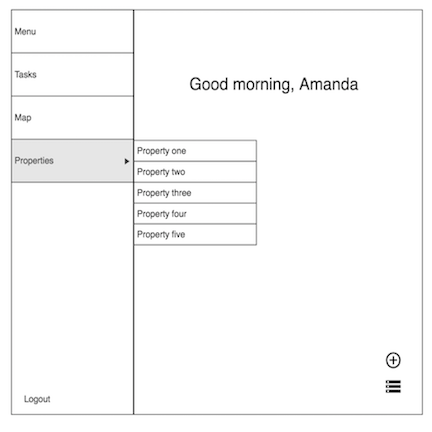 Menu
Tasks
Good morning, Amanda
Map
Properties
Property one
Property two
Property three
Property four
Property five
Logout